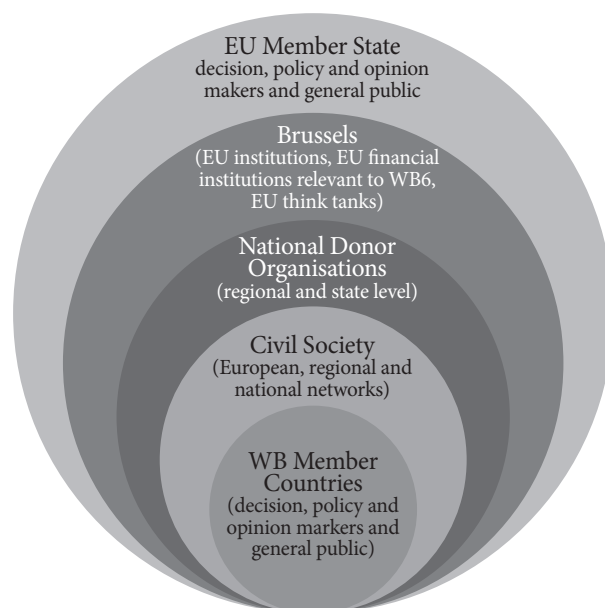 EU Member State
decision, policy and opinion
makers and general public
Brussels
(EU institutions, EU financial
institutions relevant to WB6,
EU think tanks)
National Donor
Organisations
(regional and state level)
Civil Society
(European, regional and
national networks)
WB Member
Countries
(decision, policy and
opinion markers and
general public)